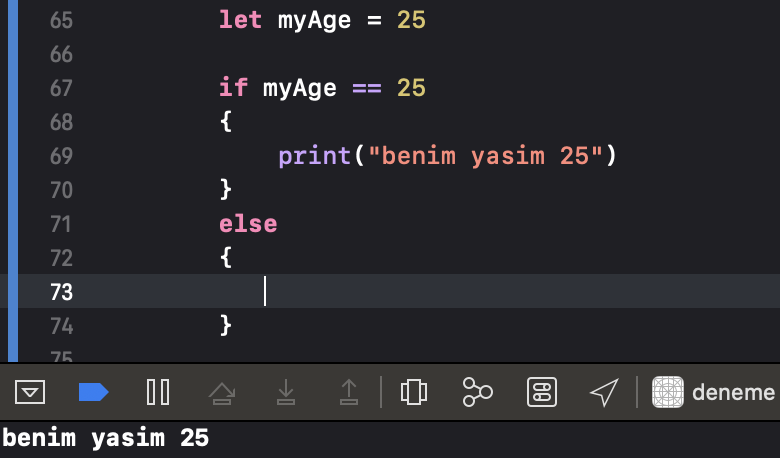 65 let myAge = 25
66
67 if myAge == 25
68 {
69 print("benim yasim 25")
70 }
71 else
72 {
73
74 }
75
deneme
benim yasim 25